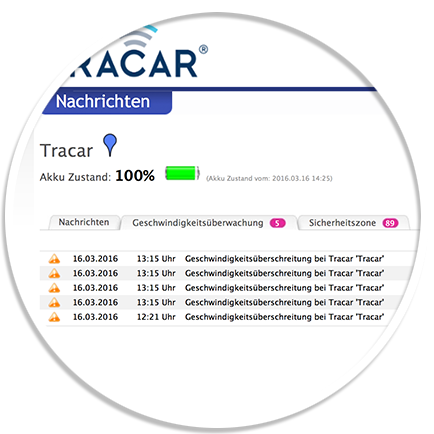 TRACAR®
Nachrichten
Tracar
Akku Zustand: 100% (Akku Zustand vom: 2016.03.16 14:25)
Nachrichten Geschwindigkeitsüberwachung 5 Sicherheitszone 89
16.03.2016 13:15 Uhr Geschwindigkeitsüberschreitung bei Tracar 'Tracar'
16.03.2016 13:15 Uhr Geschwindigkeitsüberschreitung bei Tracar 'Tracar'
16.03.2016 13:15 Uhr Geschwindigkeitsüberschreitung bei Tracar 'Tracar'
16.03.2016 13:15 Uhr Geschwindigkeitsüberschreitung bei Tracar 'Tracar'
16.03.2016 12:21 Uhr Geschwindigkeitsüberschreitung bei Tracar 'Tracar'